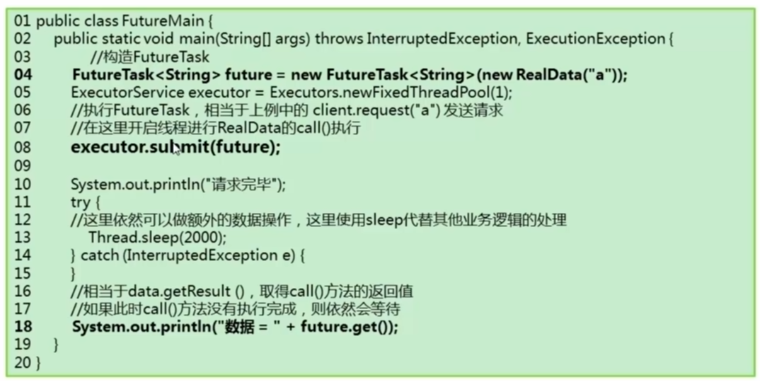 01 public class FutureMain {
02 public static void main(String[] args) throws InterruptedException, ExecutionException {
03 //构造FutureTask
04 FutureTask<String> future = new FutureTask<String>(new RealData("a"));
05 ExecutorService executor = Executors.newFixedThreadPool(1);
06 //执行FutureTask，相当于上例中的 client.request("a") 发送请求
07 //在这里开启线程进行RealData的call()执行
08 executor.submit(future);
09
10 System.out.println("请求完毕");
11 try {
12 //这里依然可以做额外的数据操作，这里使用sleep代替其他业务逻辑的处理
13 Thread.sleep(2000);
14 } catch (InterruptedException e) {
15 }
16 //相当于data.getResult ()，取得call()方法的返回值
17 //如果此时call()方法没有执行完成，则依然会等待
18 System.out.println("数据 = " + future.get());
19 }
20 }